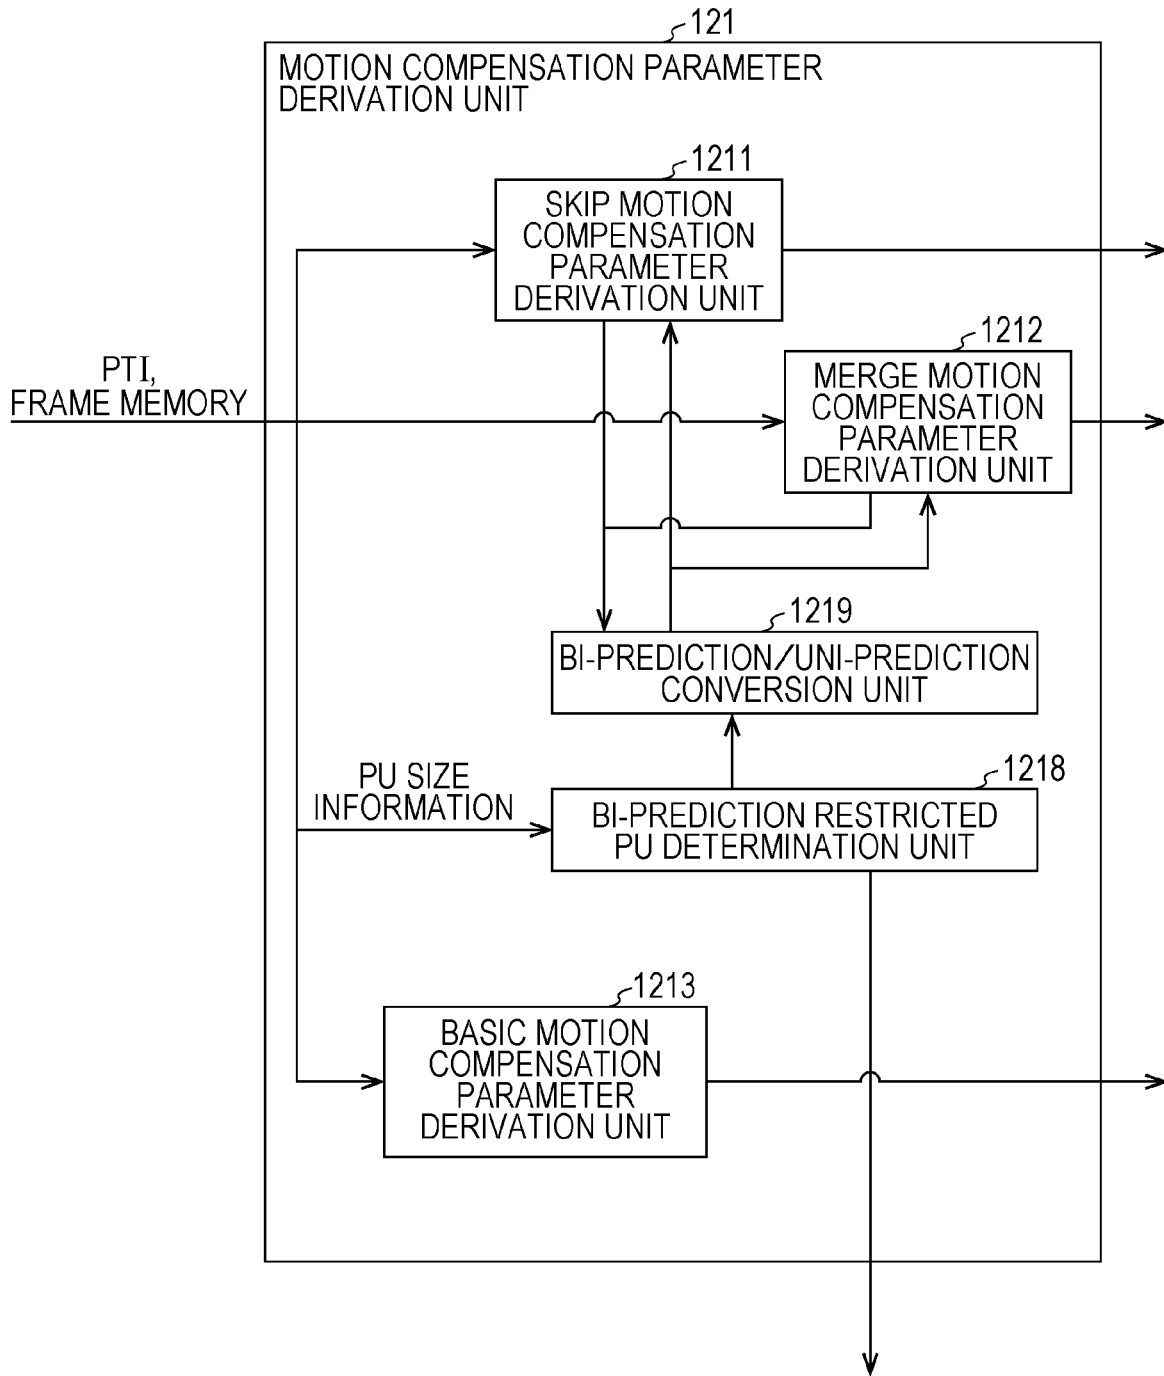 121
MOTION COMPENSATION PARAMETER
DERIVATION UNIT
1211
SKIP MOTION
COMPENSATION
PARAMETER
DERIVATION UNIT
1212
MERGE MOTION
COMPENSATION
PARAMETER
DERIVATION UNIT
PTI,
FRAME MEMORY
1219
BI-PREDICTION/UNI-PREDICTION
CONVERSION UNIT
PU SIZE
INFORMATION
1218
BI-PREDICTION RESTRICTED
PU DETERMINATION UNIT
1213
BASIC MOTION
COMPENSATION
PARAMETER
DERIVATION UNIT